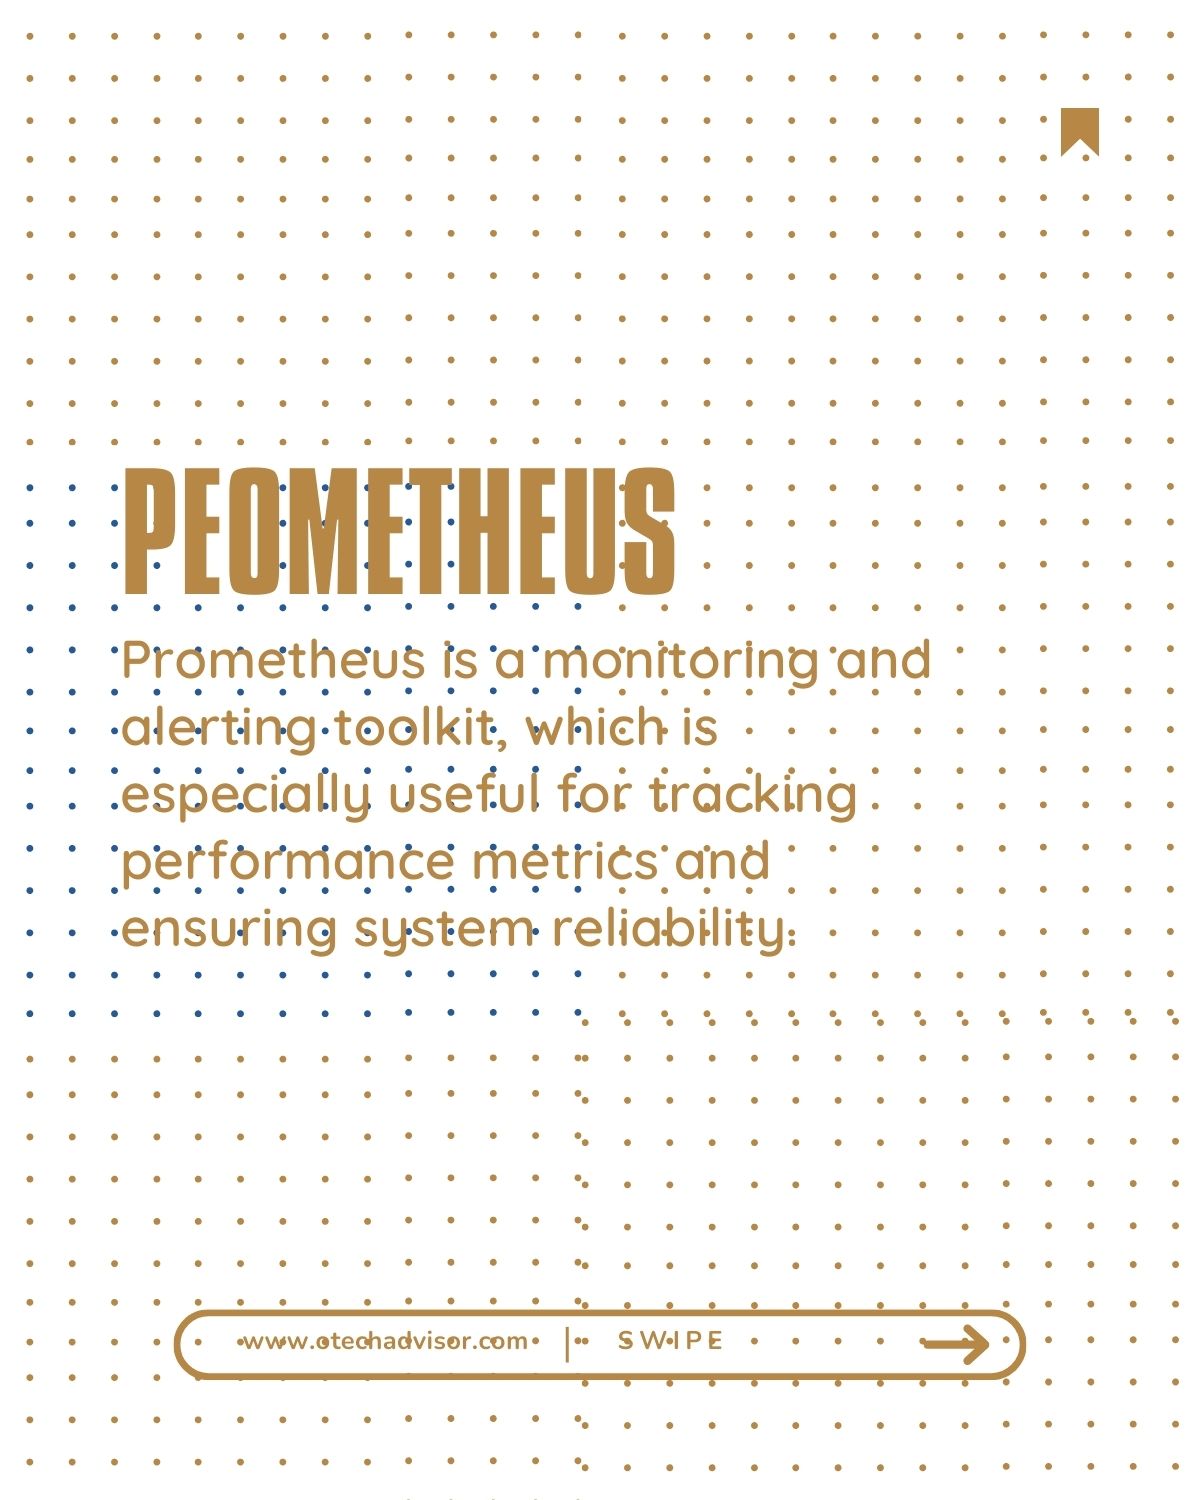 PEOMETHEUS
Prometheus is a monitoring and
alerting toolkit, which is
especially useful for tracking
performance metrics and
ensuring system reliability.
www.otechadvisor.com | SWIPE